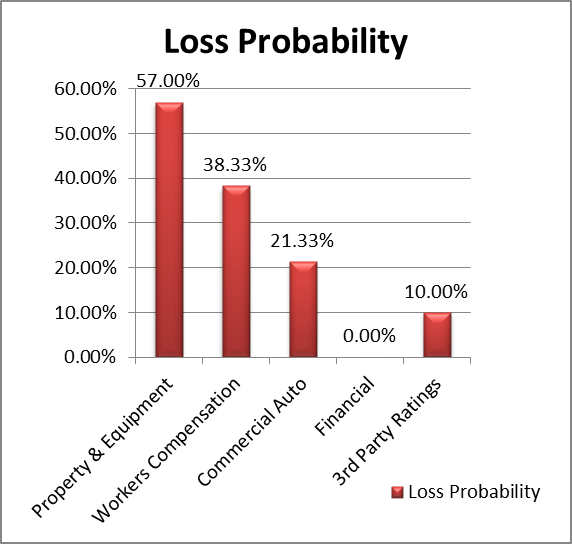 Loss Probability
60.00%
50.00%
40.00%
30.00%
20.00%
10.00%
0.00%
57.00%
38.33%
21.33%
0.00%
10.00%
Property & Equipment
Workers Compensation
Commercial Auto
Financial
3rd Party Ratings
Loss Probability